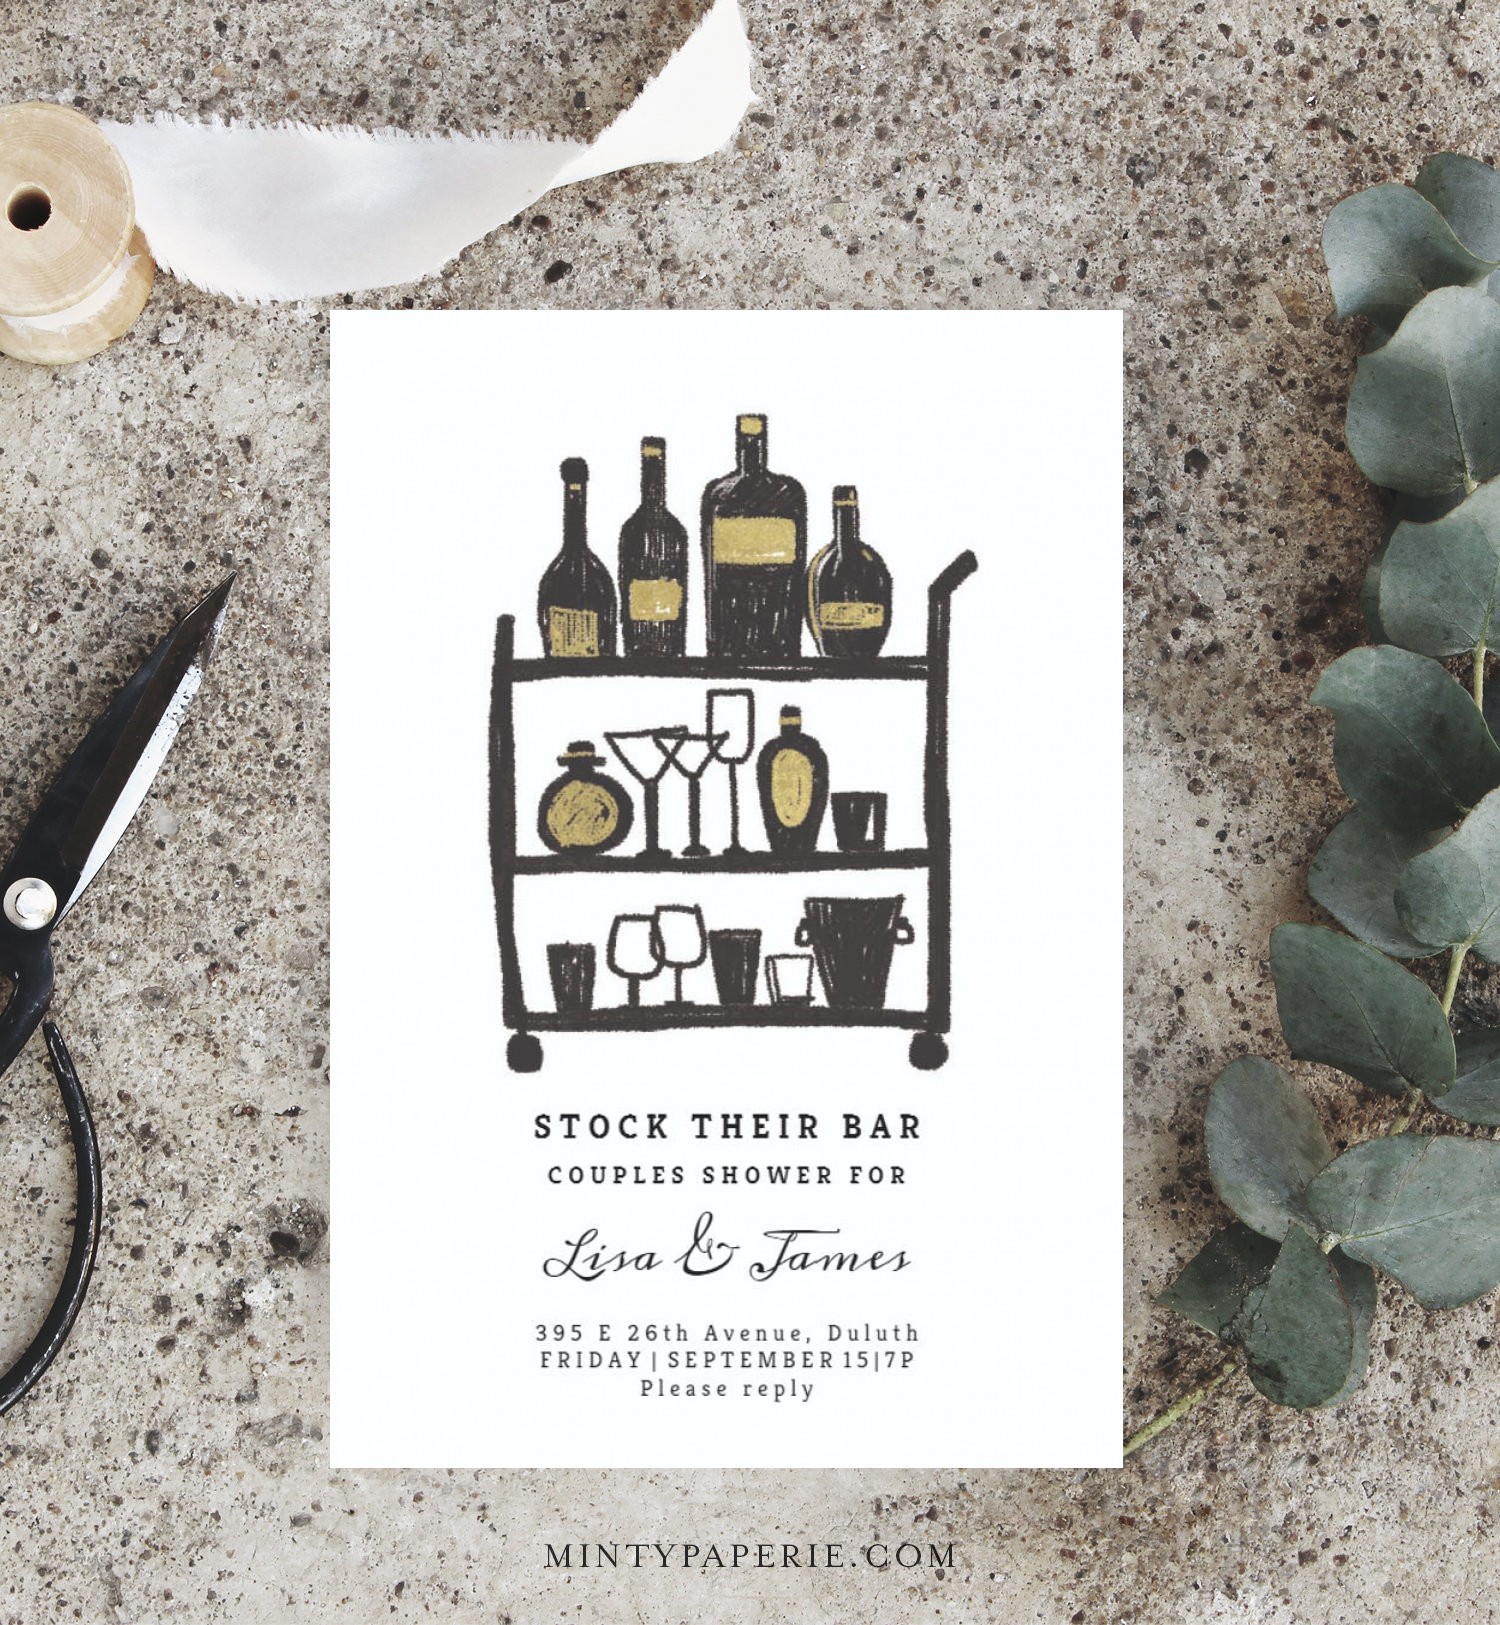 STOCK THEIR BAR
COUPLES SHOWER FOR
Lisa & James
395 E 26th Avenue, Duluth
FRIDAY | SEPTEMBER 15|7P
Please reply
MINTYPAPERIE.COM